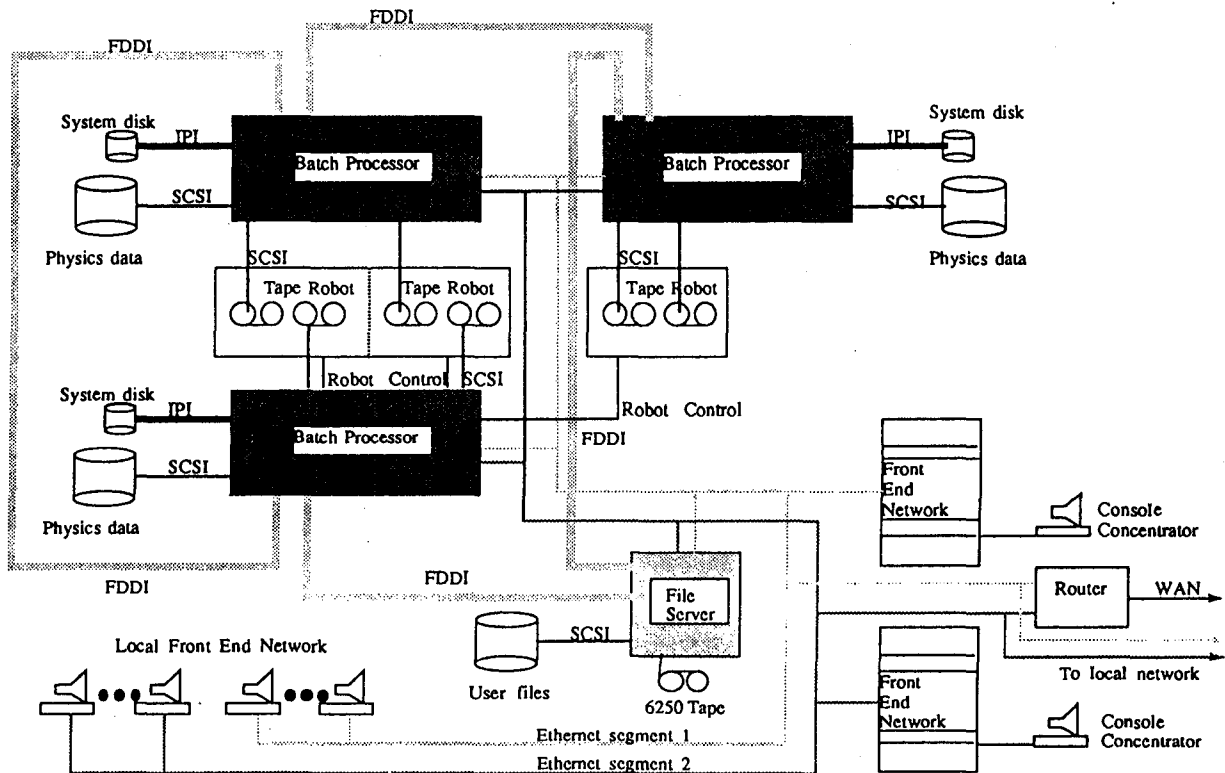 FDDI
FDDI
System disk
IPI
Batch Processor
SCSI
Physics data
Batch Processor
System disk
IPI
SCSI
Physics data
SCSI
Tape Robot
Tape Robot
SCSI
Tape Robot
Robot Control
SCSI
System disk
IPI
Batch Processor
SCSI
Physics data
Robot Control
FDDI
Front
End
Network
Console
Concentrator
FDDI
FDDI
File
Server
SCSI
User files
6250 Tape
Router
WAN
To local network
Local Front End Network
Front
End
Network
Console
Concentrator
Ethernet segment 1
Ethernet segment 2